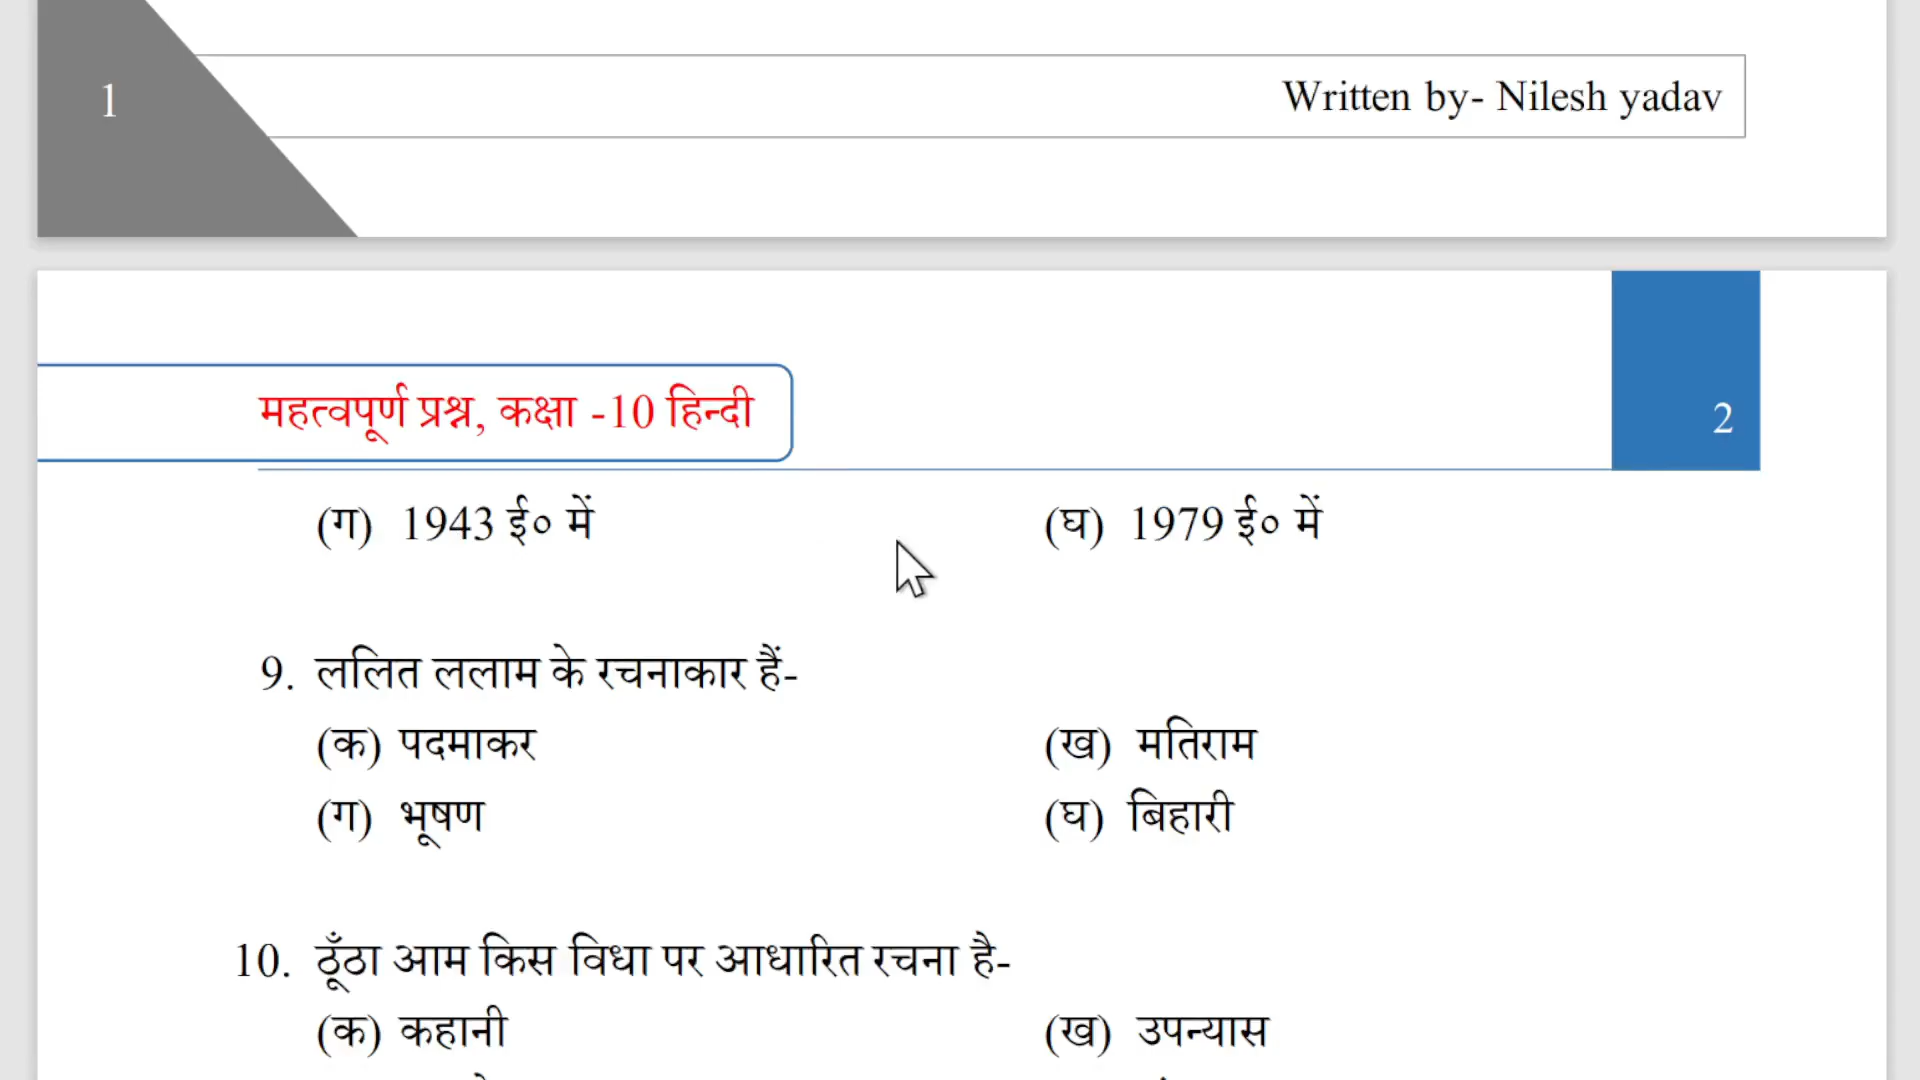 1
Written by- Nilesh yadav
महत्वपूर्ण प्रश्न, कक्षा -10 हिन्दी
2
(ग) 1943 ई० में (घ) 1979 ई० में
9. ललित ललाम के रचनाकार हैं-
(क) पदमाकर (ख) मतिराम
(ग) भूषण (घ) बिहारी
10. ठूँठा आम किस विधा पर आधारित रचना है-
(क) कहानी (ख) उपन्यास